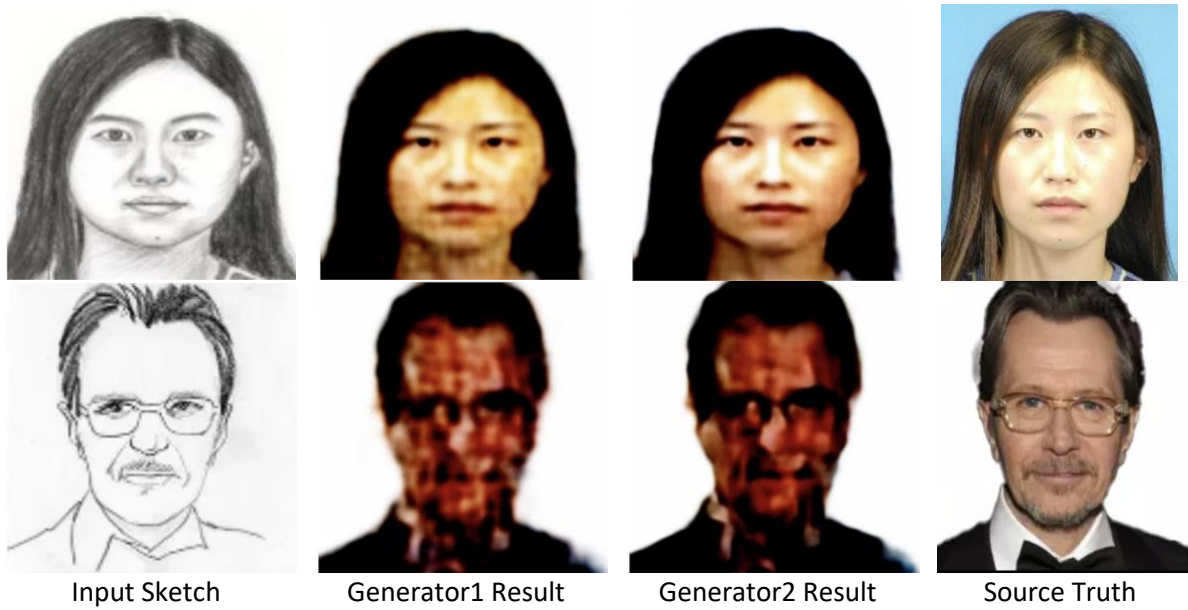 Input Sketch
Generator1 Result
Generator2 Result
Source Truth